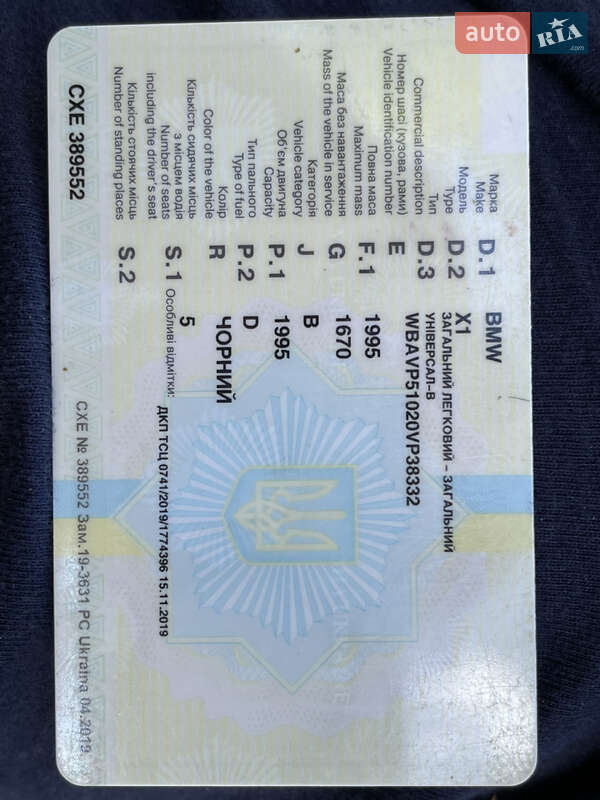 auto RIA .com
Марка
Make D.1 BMW
Модель
Type D.2 X1
Тип
Commercial description D.3 ЗАГАЛЬНИЙ ЛЕГКОВИЙ – ЗАГАЛЬНИЙ
УНІВЕРСАЛ-В
Номер шасі (кузова, рами)
Vehicle identification number E WBAVP51020VP38332
Повна маса
Maximum mass F.1 1995
Маса без навантаження
Mass of the vehicle in service G 1670
Категорія
Vehicle category J B
Об'єм двигуна
Capacity P.1 1995
Тип пального
Type of fuel P.2 D
Колір
Color of the vehicle R ЧОРНИЙ
Кількість сидячих місць
з місцем водія
Number of seats
including the driver's seat S.1 5
Особливі відмітки:
ДКП ТСЦ 0741/2019/1774396 15.11.2019
Кількість стоячих місць
Number of standing places S.2
СХЕ 389552
СХЕ № 389552 Зам.19-3631 РС Ukraina 04.2019.